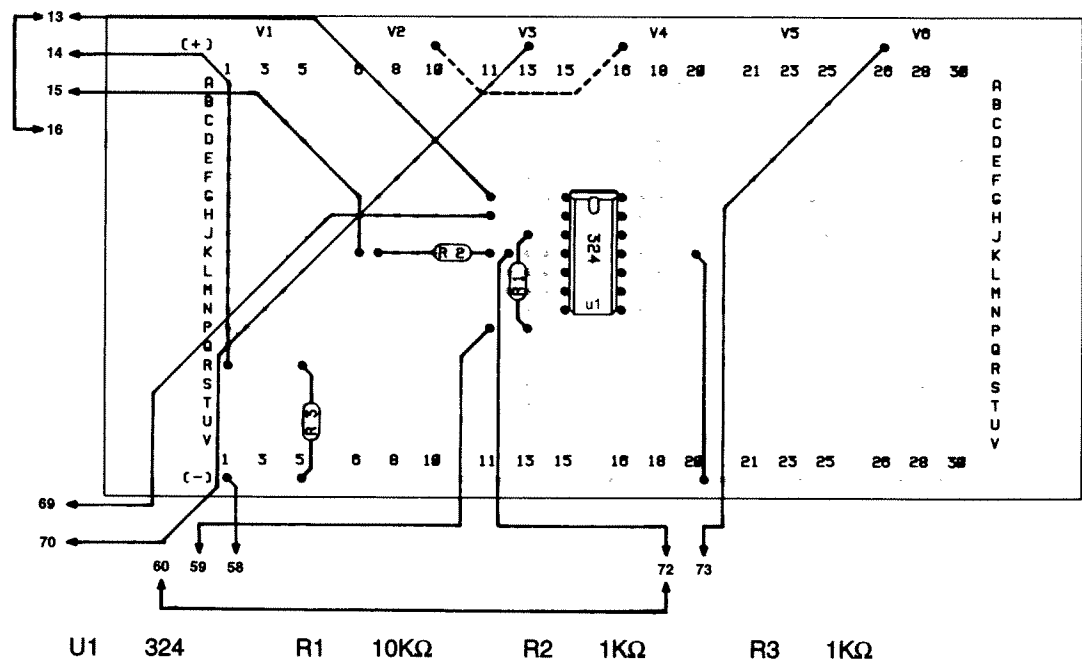 13 V1 V2 V3 V4 V5 V6
14 (+)
1 3 5 6 8 10 11 13 15 16 18 20 21 23 25 26 28 30
15
16
A A
B B
C C
D D
E E
F F
G G
H H
J J
K K
L L
M M
N N
P P
Q Q
R R
S S
T T
U U
V V
R 2
R 1
324
u1
R 3
1 3 5 6 8 10 11 13 15 16 18 20 21 23 25 26 28 30
(-)
69
70
60 59 58 72 73
U1 324 R1 10KΩ R2 1KΩ R3 1KΩ